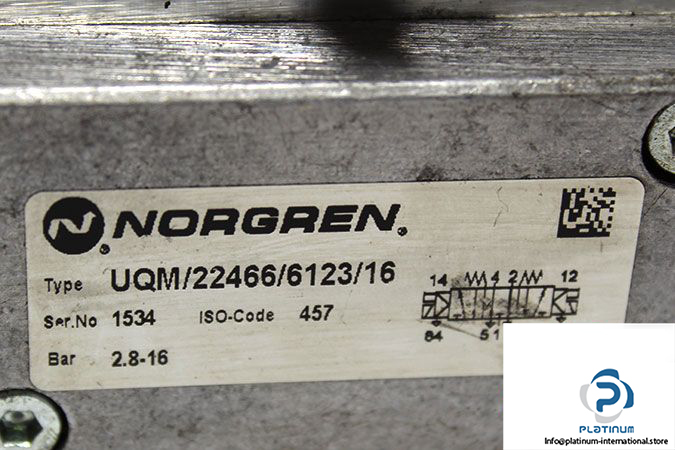 NORGREN.
Type UQM/22466/6123/16
Ser.No 1534 ISO-Code 457
Bar 2.8-16
14 4 2 12
84 5 1
PLATINUM
Info@platinum-international.store